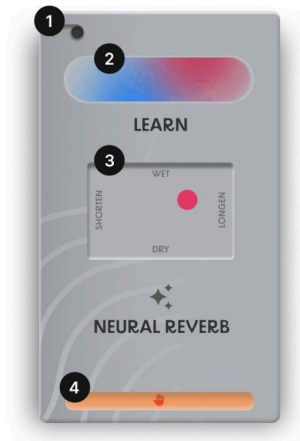 1
2
LEARN
3
WET
SHORTEN
LONGEN
DRY
NEURAL REVERB
4